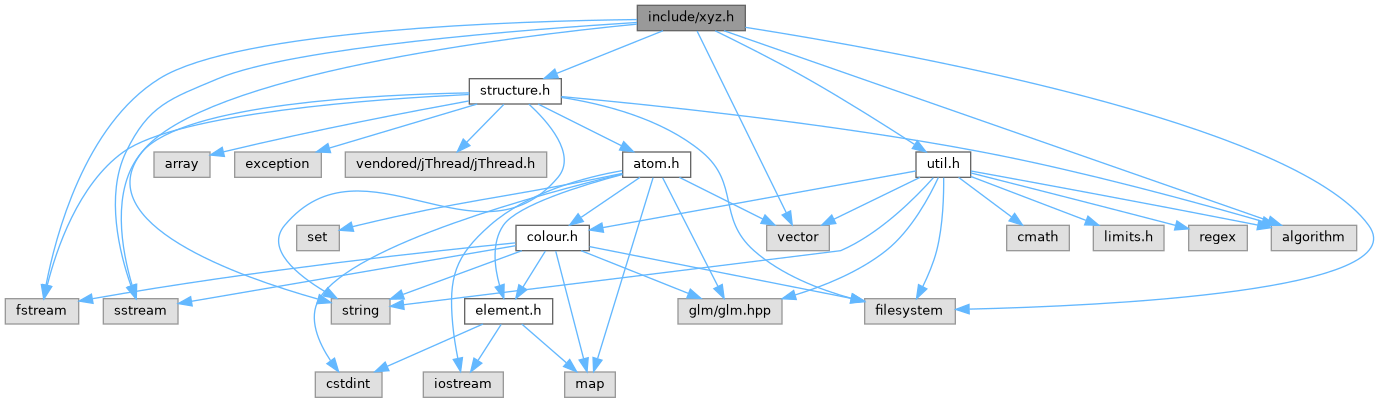 include/xyz.h
structure.h
array
exception
vendored/jThread/jThread.h
atom.h
util.h
set
colour.h
vector
cmath
limits.h
regex
algorithm
fstream
sstream
string
element.h
glm/glm.hpp
filesystem
cstdint
iostream
map